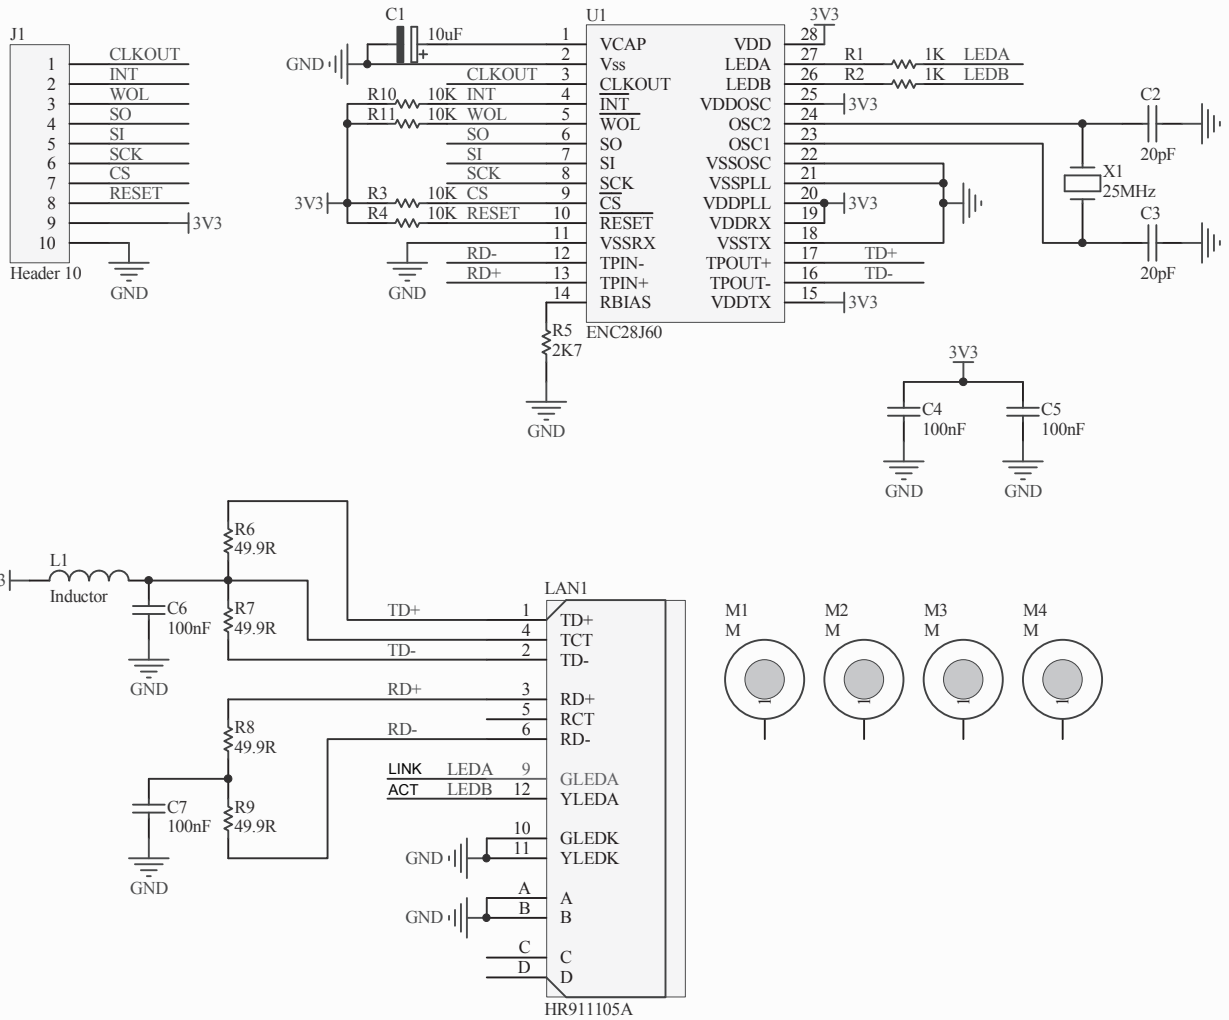 J1
1 CLKOUT
2 INT
3 WOL
4 SO
5 SI
6 SCK
7 CS
8 RESET
9 3V3
10
Header 10
GND
C1
10uF
+
GND
U1
1 VCAP
2 Vss
CLKOUT 3 CLKOUT
R10 10K INT 4 INT
R11 10K WOL 5 WOL
SO 6 SO
SI 7 SI
SCK 8 SCK
3V3 R3 10K CS 9 CS
R4 10K RESET 10 RESET
11 VSSRX
RD- 12 TPIN-
RD+ 13 TPIN+
14 RBIAS
GND
R5
2K7
GND
ENC28J60
3V3
VDD 28
LEDA 27 R1 1K LEDA
LEDB 26 R2 1K LEDB
VDDOSC 25 3V3
OSC2 24
OSC1 23
VSSOSC 22
VSSPLL 21
VDDPLL 20 3V3
VDDRX 19
VSSTX 18
TPOUT+ 17 TD+
TPOUT- 16 TD-
VDDTX 15 3V3
C2
20pF
X1
25MHz
C3
20pF
3V3
C4
100nF
C5
100nF
GND
GND
3
L1
Inductor
C6
100nF
GND
R6
49.9R
R7
49.9R
R8
49.9R
R9
49.9R
C7
100nF
GND
LAN1
TD+ 1 TD+
4 TCT
TD- 2 TD-
RD+ 3 RD+
5 RCT
RD- 6 RD-
LINK LEDA 9 GLEDA
ACT LEDB 12 YLEDA
10 GLEDK
GND 11 YLEDK
A A
GND B B
C C
D D
HR911105A
M1 M2 M3 M4
M M M M